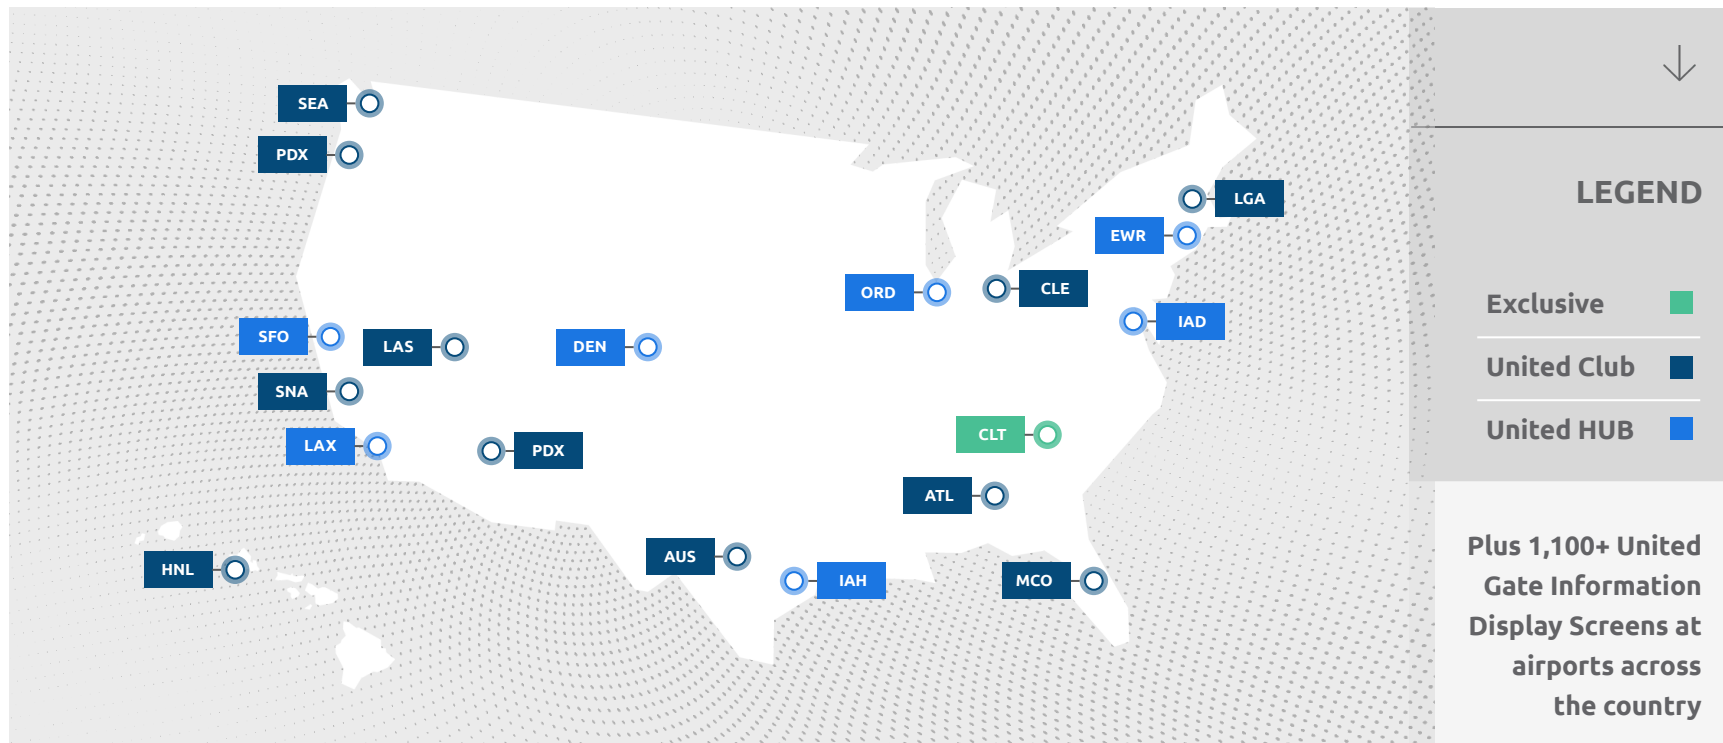 SEA
PDX
LGA
EWR
ORD
CLE
IAD
SFO
LAS
DEN
SNA
LAX
PDX
CLT
ATL
AUS
HNL
IAH
MCO
LEGEND
Exclusive
United Club
United HUB
Plus 1,100+ United
Gate Information
Display Screens at
airports across
the country